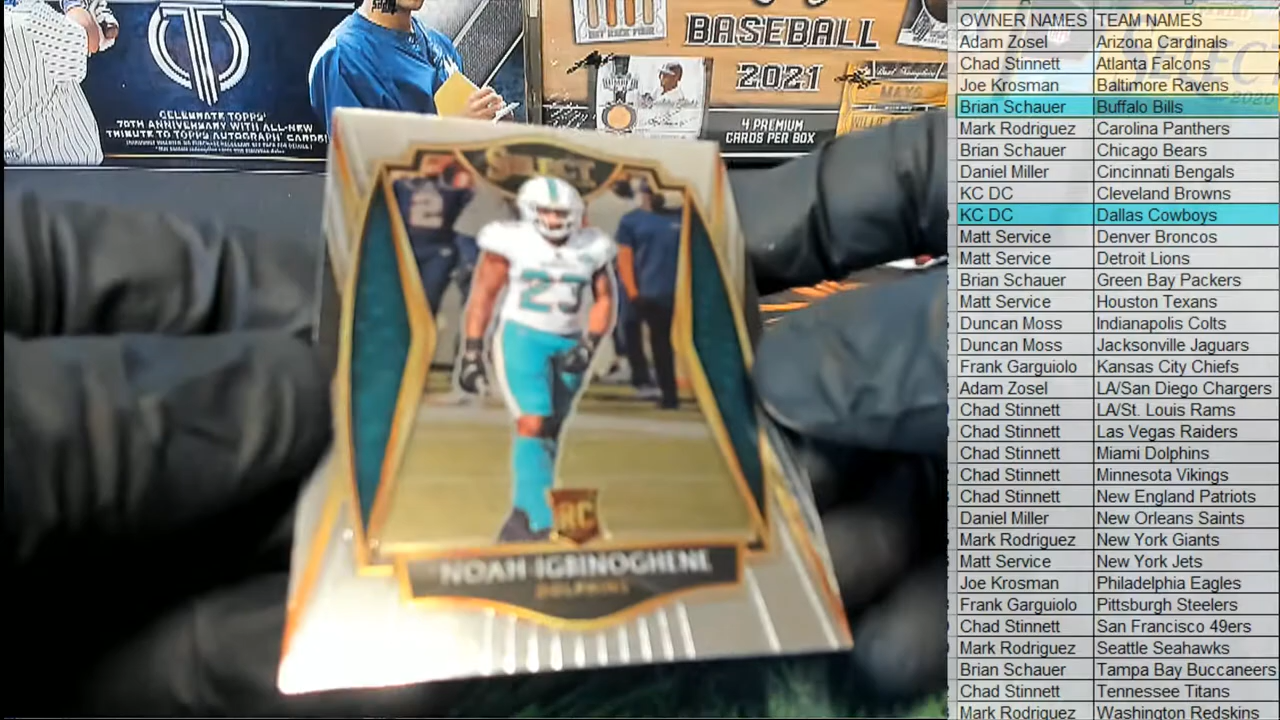 CELEBRATE TOPPS'
70TH ANNIVERSARY WITH ALL-NEW
TRIBUTE TO TOPPS AUTOGRAPH CARDS!
BASEBALL
2021
4 PREMIUM
CARDS PER BOX
MAYS
SELECT
2
23
RC
NOAH IGBINOGHENE
DOLPHINS
OWNER NAMES TEAM NAMES
Adam Zosel Arizona Cardinals
Chad Stinnett Atlanta Falcons
Joe Krosman Baltimore Ravens
Brian Schauer Buffalo Bills
Mark Rodriguez Carolina Panthers
Brian Schauer Chicago Bears
Daniel Miller Cincinnati Bengals
KC DC Cleveland Browns
KC DC Dallas Cowboys
Matt Service Denver Broncos
Matt Service Detroit Lions
Brian Schauer Green Bay Packers
Matt Service Houston Texans
Duncan Moss Indianapolis Colts
Duncan Moss Jacksonville Jaguars
Frank Garguiolo Kansas City Chiefs
Adam Zosel LA/San Diego Chargers
Chad Stinnett LA/St. Louis Rams
Chad Stinnett Las Vegas Raiders
Chad Stinnett Miami Dolphins
Chad Stinnett Minnesota Vikings
Chad Stinnett New England Patriots
Daniel Miller New Orleans Saints
Mark Rodriguez New York Giants
Matt Service New York Jets
Joe Krosman Philadelphia Eagles
Frank Garguiolo Pittsburgh Steelers
Chad Stinnett San Francisco 49ers
Mark Rodriguez Seattle Seahawks
Brian Schauer Tampa Bay Buccaneers
Chad Stinnett Tennessee Titans
Mark Rodriguez Washington Redskins